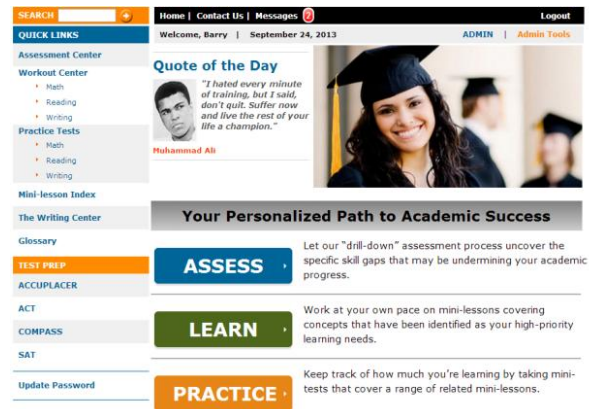 SEARCH
Home | Contact Us | Messages 2
Logout
QUICK LINKS
Welcome, Barry | September 24, 2013
ADMIN | Admin Tools
Assessment Center
Workout Center
Math
Reading
Writing
Practice Tests
Math
Reading
Writing
Mini-lesson Index
The Writing Center
Glossary
TEST PREP
ACCUPLACER
ACT
COMPASS
SAT
Update Password
Quote of the Day
"I hated every minute
of training, but I said,
don't quit. Suffer now
and live the rest of your
life a champion."
Muhammad Ali
Your Personalized Path to Academic Success
ASSESS
Let our "drill-down" assessment process uncover the
specific skill gaps that may be undermining your academic
progress.
LEARN
Work at your own pace on mini-lessons covering
concepts that have been identified as your high-priority
learning needs.
PRACTICE
Keep track of how much you're learning by taking mini-
tests that cover a range of related mini-lessons.